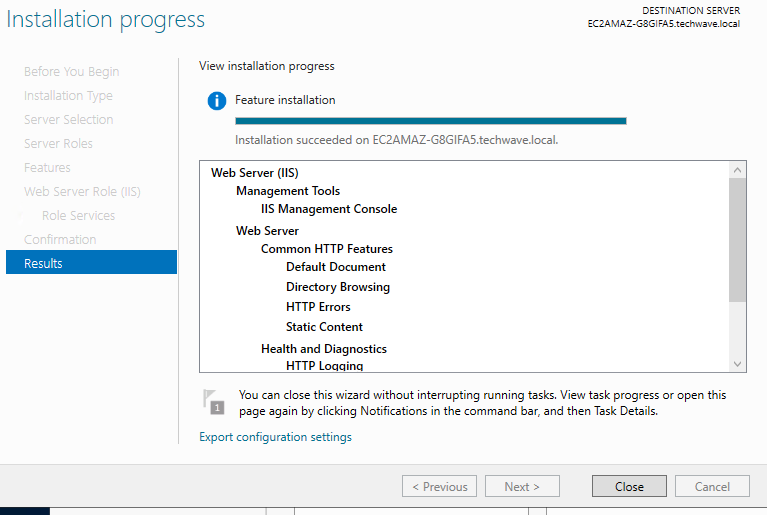 Installation progress
DESTINATION SERVER
EC2AMAZ-G8GIFA5.techwave.local
Before You Begin
Installation Type
Server Selection
Server Roles
Features
Web Server Role (IIS)
Role Services
Confirmation
Results
View installation progress
Feature installation
Installation succeeded on EC2AMAZ-G8GIFA5.techwave.local.
Web Server (IIS)
Management Tools
IIS Management Console
Web Server
Common HTTP Features
Default Document
Directory Browsing
HTTP Errors
Static Content
Health and Diagnostics
HTTP Logging
1
You can close this wizard without interrupting running tasks. View task progress or open this
page again by clicking Notifications in the command bar, and then Task Details.
Export configuration settings
< Previous
Next >
Close
Cancel